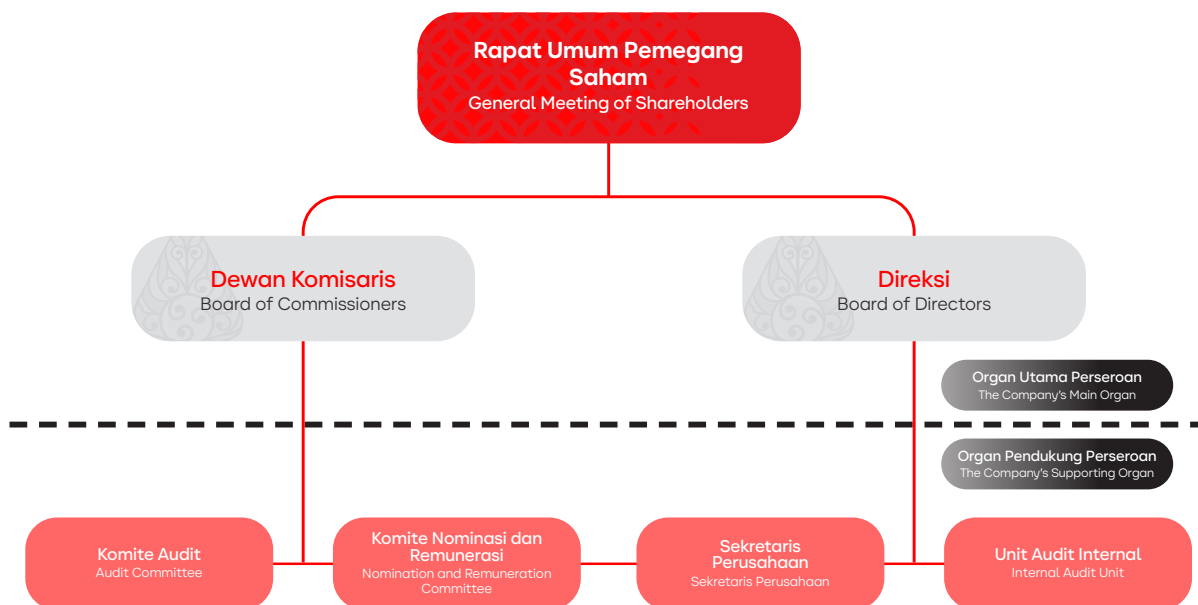 Rapat Umum Pemegang
Saham
General Meeting of Shareholders
Dewan Komisaris
Board of Commissioners
Direksi
Board of Directors
Organ Utama Perseroan
The Company's Main Organ
Organ Pendukung Perseroan
The Company's Supporting Organ
Komite Audit
Audit Committee
Komite Nominasi dan
Remunerasi
Nomination and Remuneration
Committee
Sekretaris
Perusahaan
Sekretaris Perusahaan
Unit Audit Internal
Internal Audit Unit